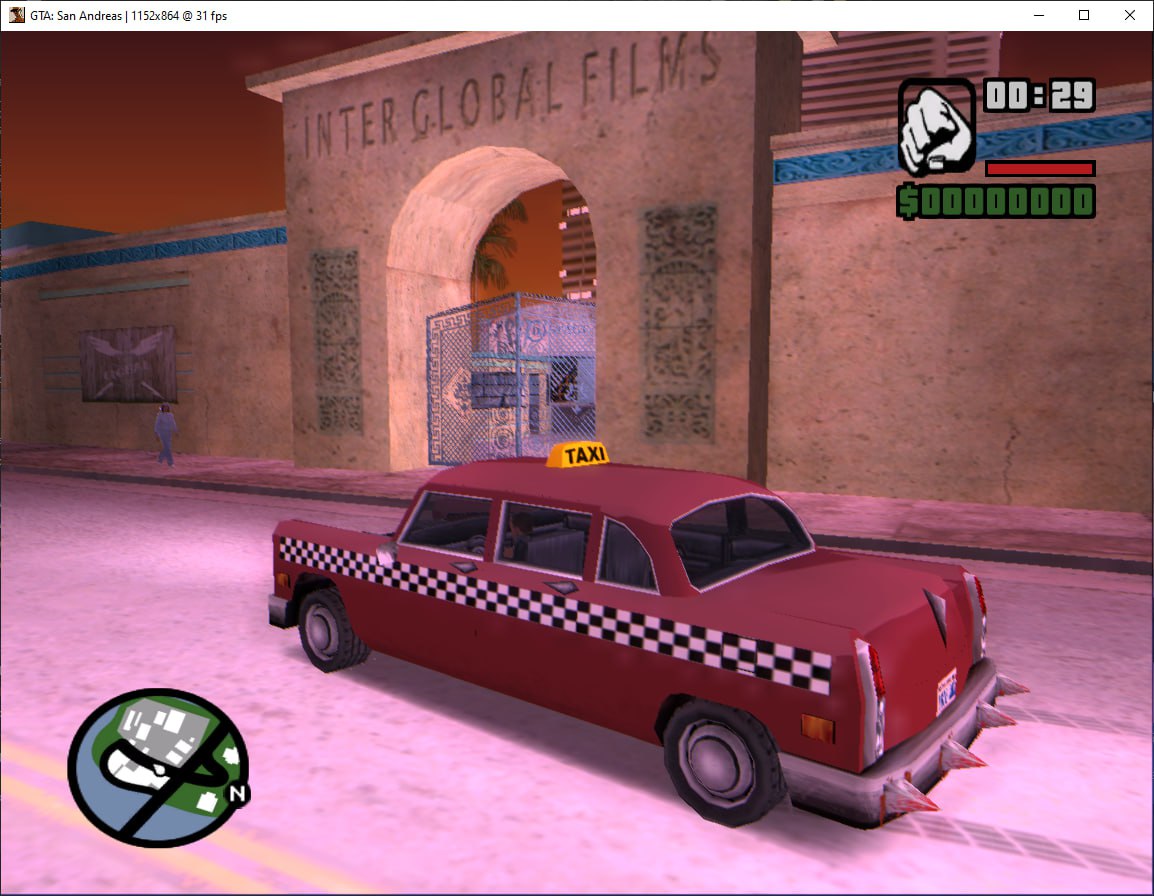 GTA: San Andreas | 1152x864 @ 31 fps
INTER GLOBAL FILMS
00:29
$00000000
TAXI
N